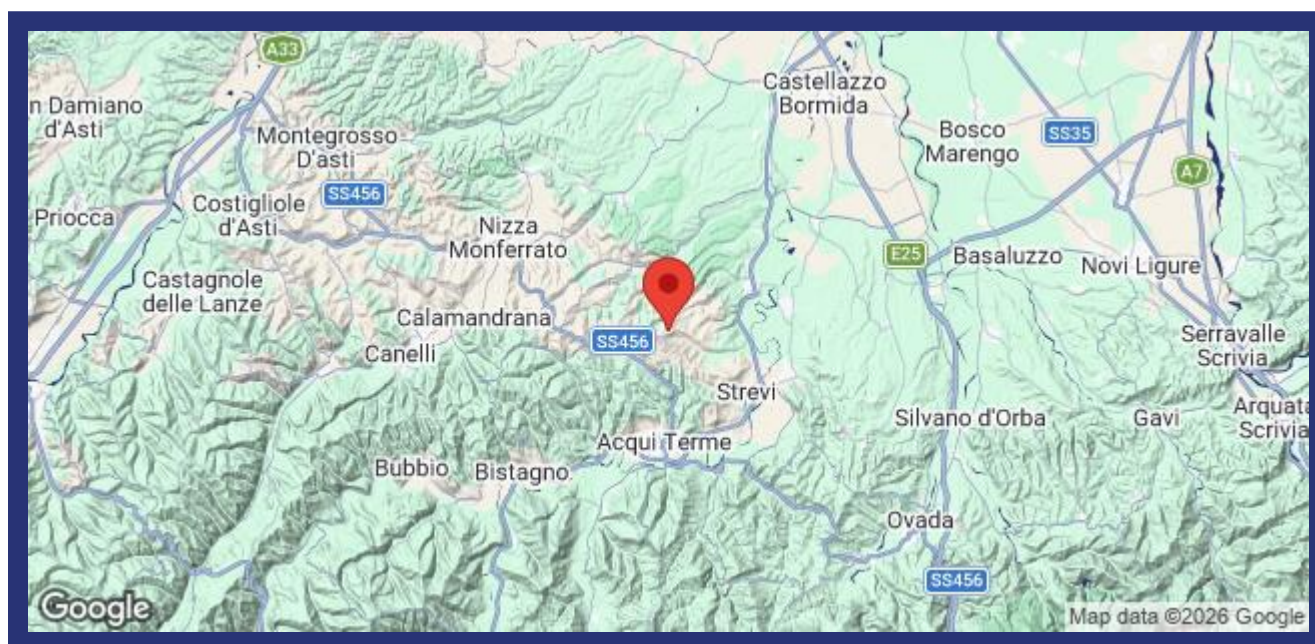 A33
Castellazzo
Bormida
n Damiano
d'Asti
Montegrosso
D'asti
Bosco
Marengo
SS35
A7
SS456
Priocca
Costigliole
d'Asti
Nizza
Monferrato
E25
Basaluzzo
Novi Ligure
Castagnole
delle Lanze
Calamandrana
SS456
Canelli
Serravalle
Scrivia
Strevi
Silvano d'Orba
Gavi
Arquata
Scrivia
Acqui Terme
Bubbio
Bistagno
Ovada
SS456
Google
Map data ©2026 Google